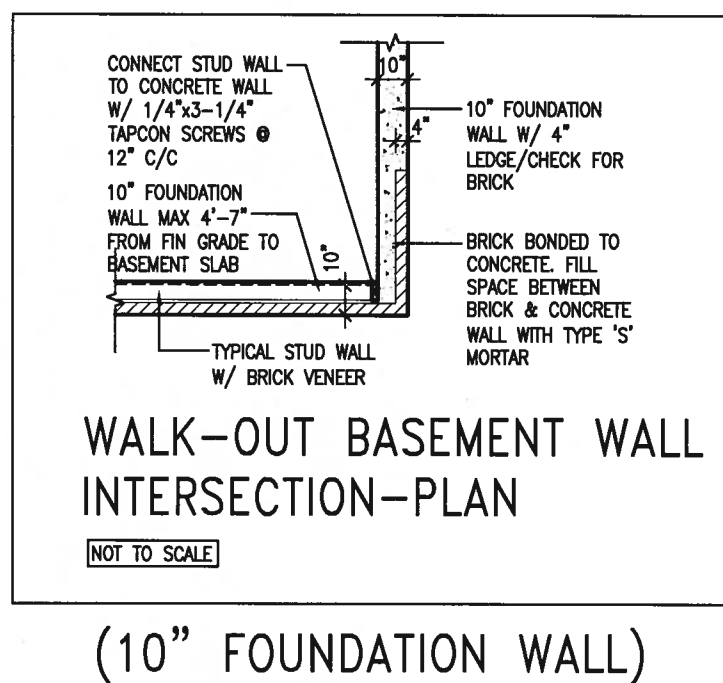 CONNECT STUD WALL
TO CONCRETE WALL
W/ 1/4"x3-1/4"
TAPCON SCREWS @
12" C/C
10" FOUNDATION
WALL MAX 4'-7"
FROM FIN GRADE TO
BASEMENT SLAB
10"
4"
10"
10" FOUNDATION
WALL W/ 4"
LEDGE/CHECK FOR
BRICK
BRICK BONDED TO
CONCRETE. FILL
SPACE BETWEEN
BRICK & CONCRETE
WALL WITH TYPE 'S'
MORTAR
TYPICAL STUD WALL
W/ BRICK VENEER
WALK-OUT BASEMENT WALL
INTERSECTION-PLAN
NOT TO SCALE
(10" FOUNDATION WALL)